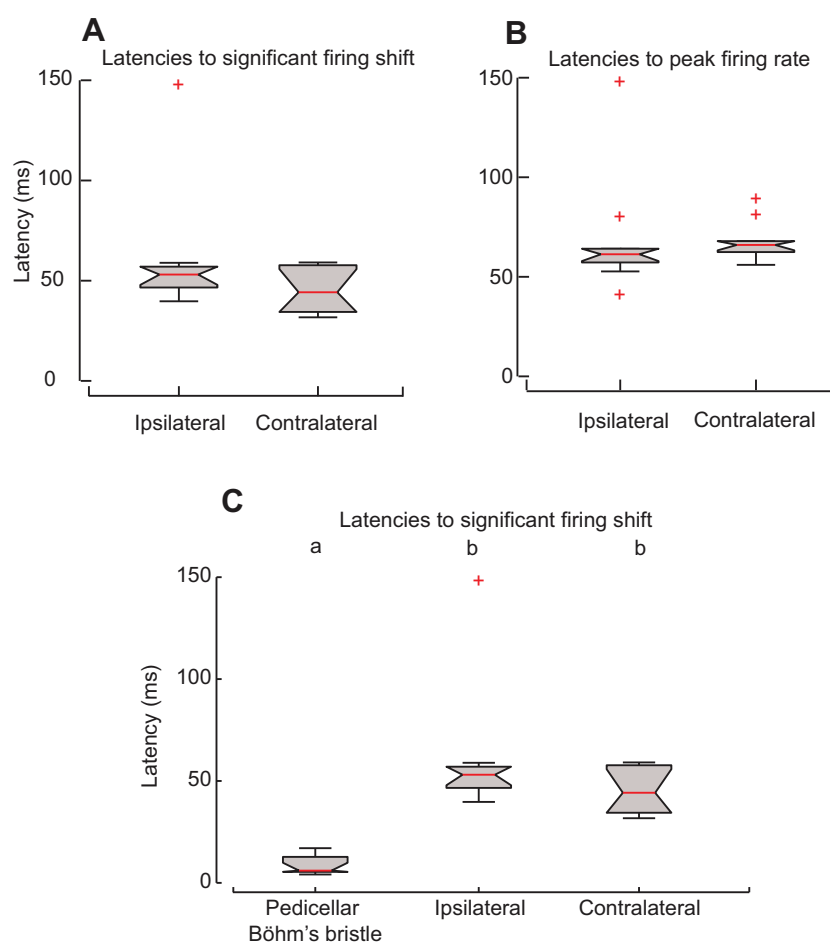 A
Latencies to significant firing shift
150
100
50
0
Latency (ms)
Ipsilateral
Contralateral
B
Latencies to peak firing rate
150
100
50
0
Ipsilateral
Contralateral
C
Latencies to significant firing shift
a
b
b
150
100
50
0
Latency (ms)
Pedicellar
Böhm's bristle
Ipsilateral
Contralateral